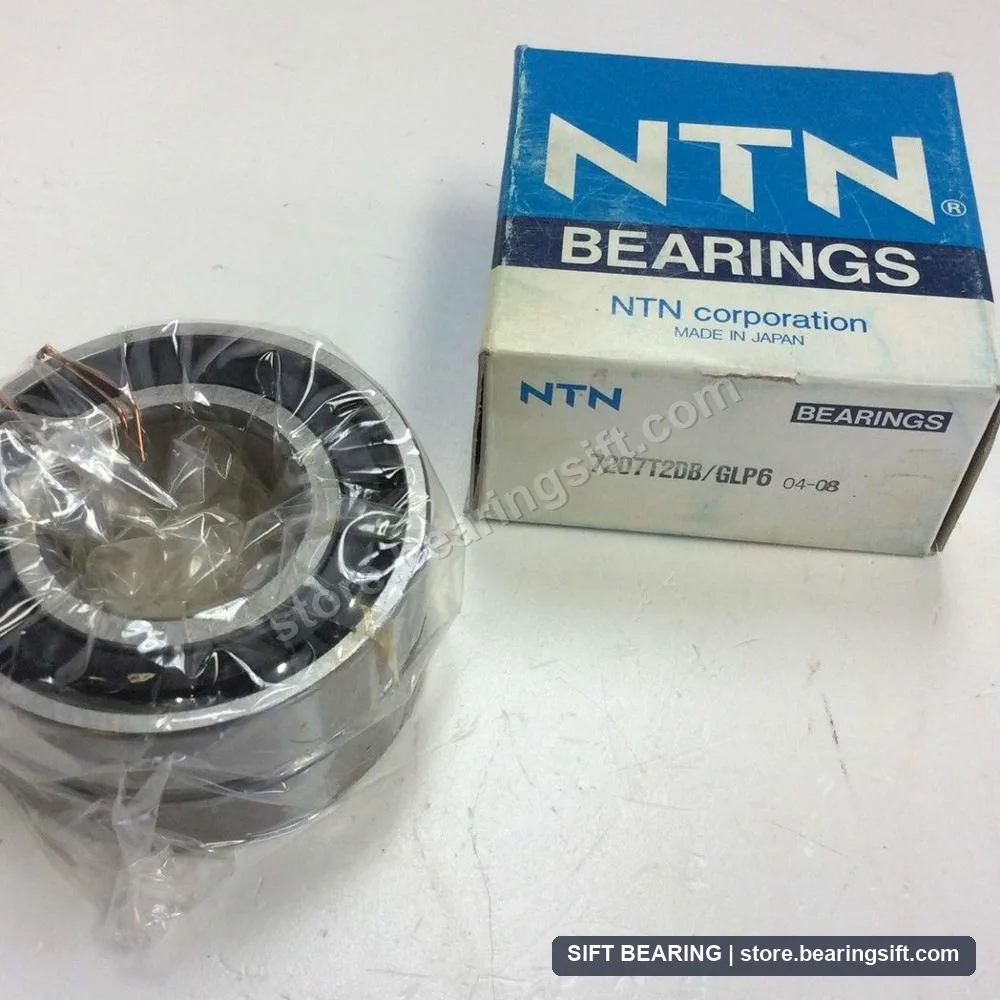 NTN®
BEARINGS
NTN corporation
MADE IN JAPAN
NTN
BEARINGS
7207T2DB/GLP6 04-08
store.bearingsift.com
SIFT BEARING | store.bearingsift.com